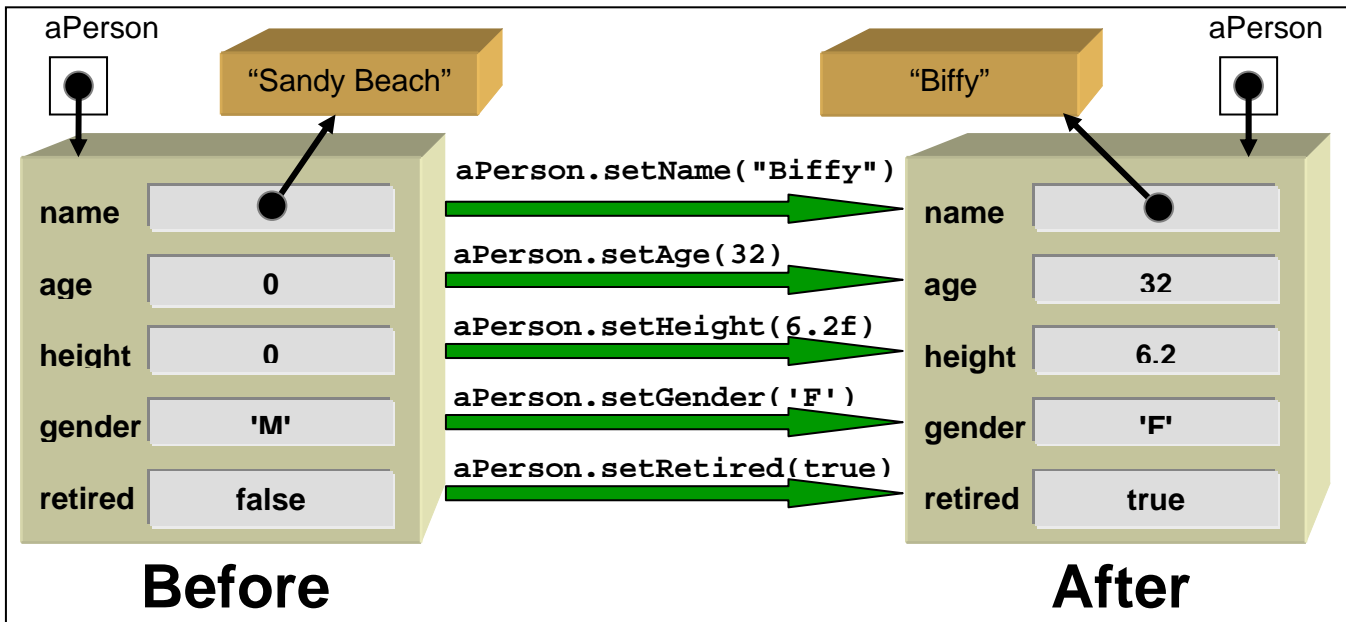 aPerson
aPerson
“Sandy Beach”
“Biffy”
aPerson.setName("Biffy")
name
name
aPerson.setAge(32)
age
0
age
32
aPerson.setHeight(6.2f)
height
0
height
6.2
aPerson.setGender('F')
gender
'M'
gender
'F'
aPerson.setRetired(true)
retired
false
retired
true
Before
After